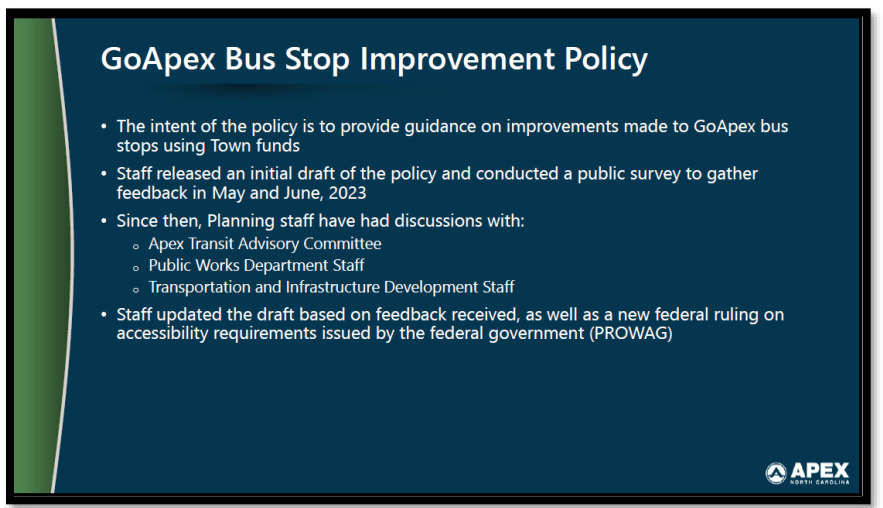 GoApex Bus Stop Improvement Policy
• The intent of the policy is to provide guidance on improvements made to GoApex bus
stops using Town funds
• Staff released an initial draft of the policy and conducted a public survey to gather
feedback in May and June, 2023
• Since then, Planning staff have had discussions with:
o Apex Transit Advisory Committee
o Public Works Department Staff
o Transportation and Infrastructure Development Staff
• Staff updated the draft based on feedback received, as well as a new federal ruling on
accessibility requirements issued by the federal government (PROWAG)
APEX
NORTH CAROLINA